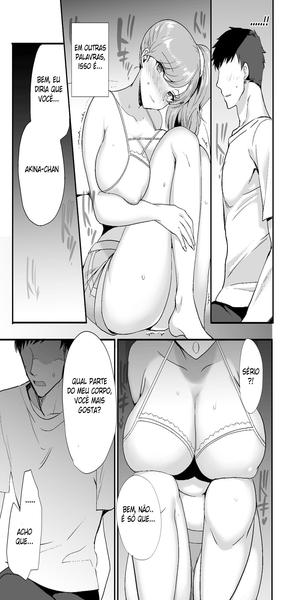 ......!!
EM OUTRAS
PALAVRAS,
ISSO É...
BEM, EU
DIRIA QUE
VOCÊ...
AKINA-CHAN
SÉRIO
?!
QUAL PARTE
DO MEU CORPO,
VOCÊ MAIS
GOSTA?
BEM, NÃO..
É SÓ QUE...
.....
ACHO
QUE...